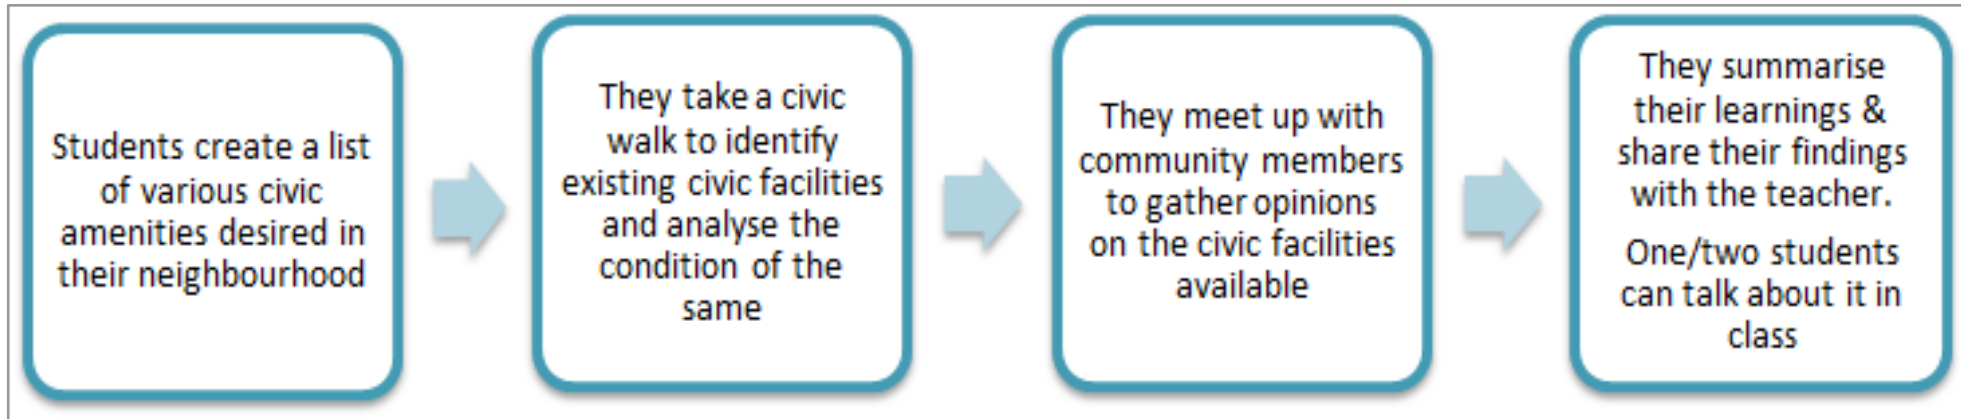 Students create a list
of various civic
amenities desired in
their neighbourhood
They take a civic
walk to identify
existing civic facilities
and analyse the
condition of the
same
They meet up with
community members
to gather opinions
on the civic facilities
available
They summarise
their learnings &
share their findings
with the teacher.
One/two students
can talk about it in
class